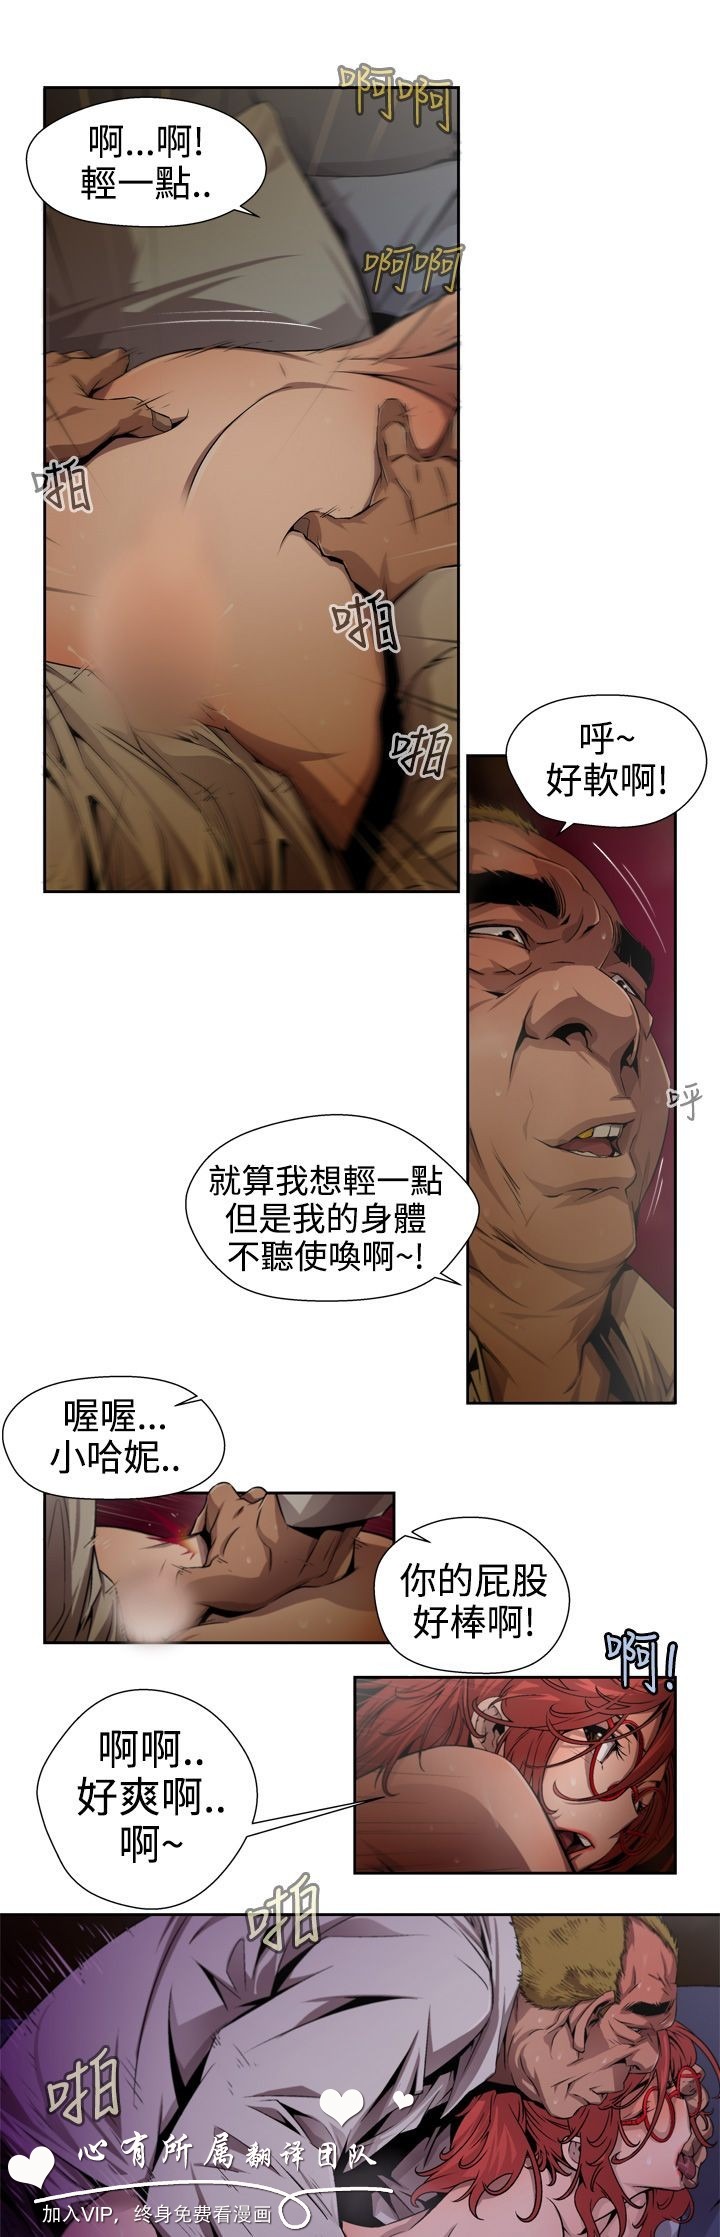 啊啊
啊...啊!
輕一點..
啊啊
啪
啪
啪
呼~
好軟啊!
呼
就算我想輕一點
但是我的身體
不聽使喚啊~!
喔喔...
小哈妮..
你的屁股
好棒啊!
啊!
啊啊..
好爽啊..
啊~
啪
啪
心有所属翻译团队
加入VIP，终身免费看漫画